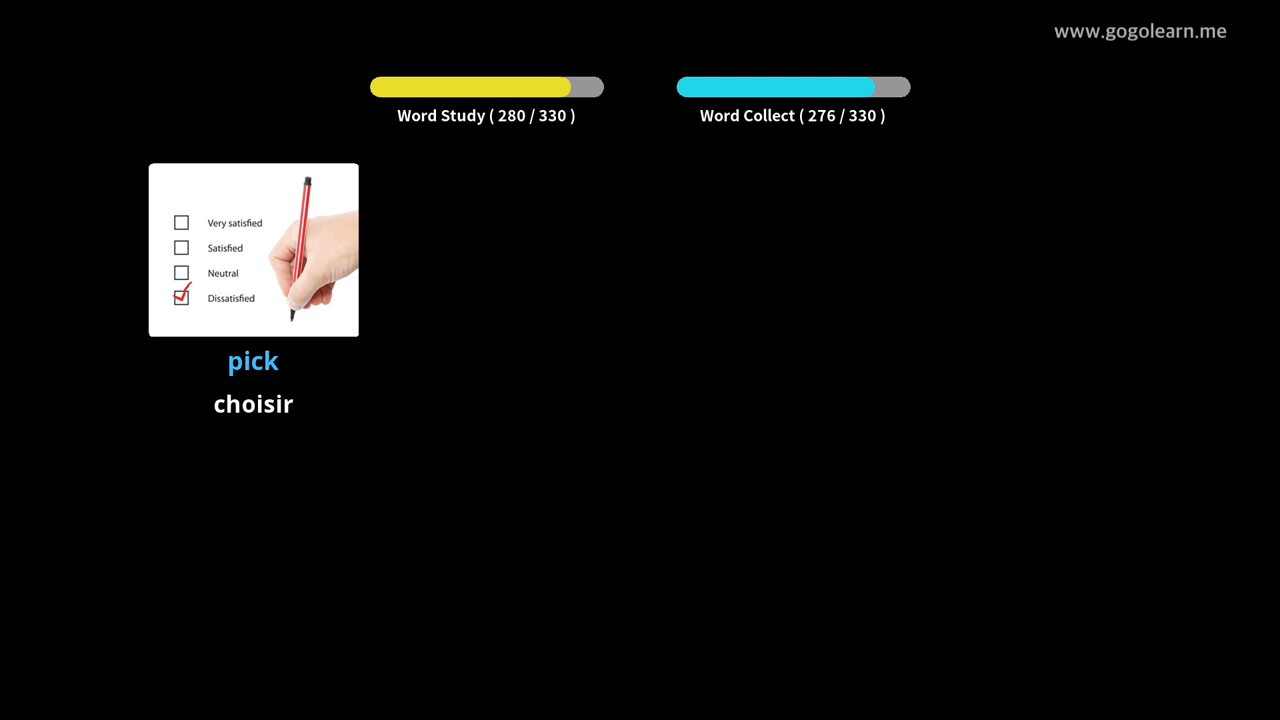 www.gogolearn.me
Word Study ( 280 / 330 )
Word Collect ( 276 / 330 )
Very satisfied
Satisfied
Neutral
Dissatisfied
pick
choisir